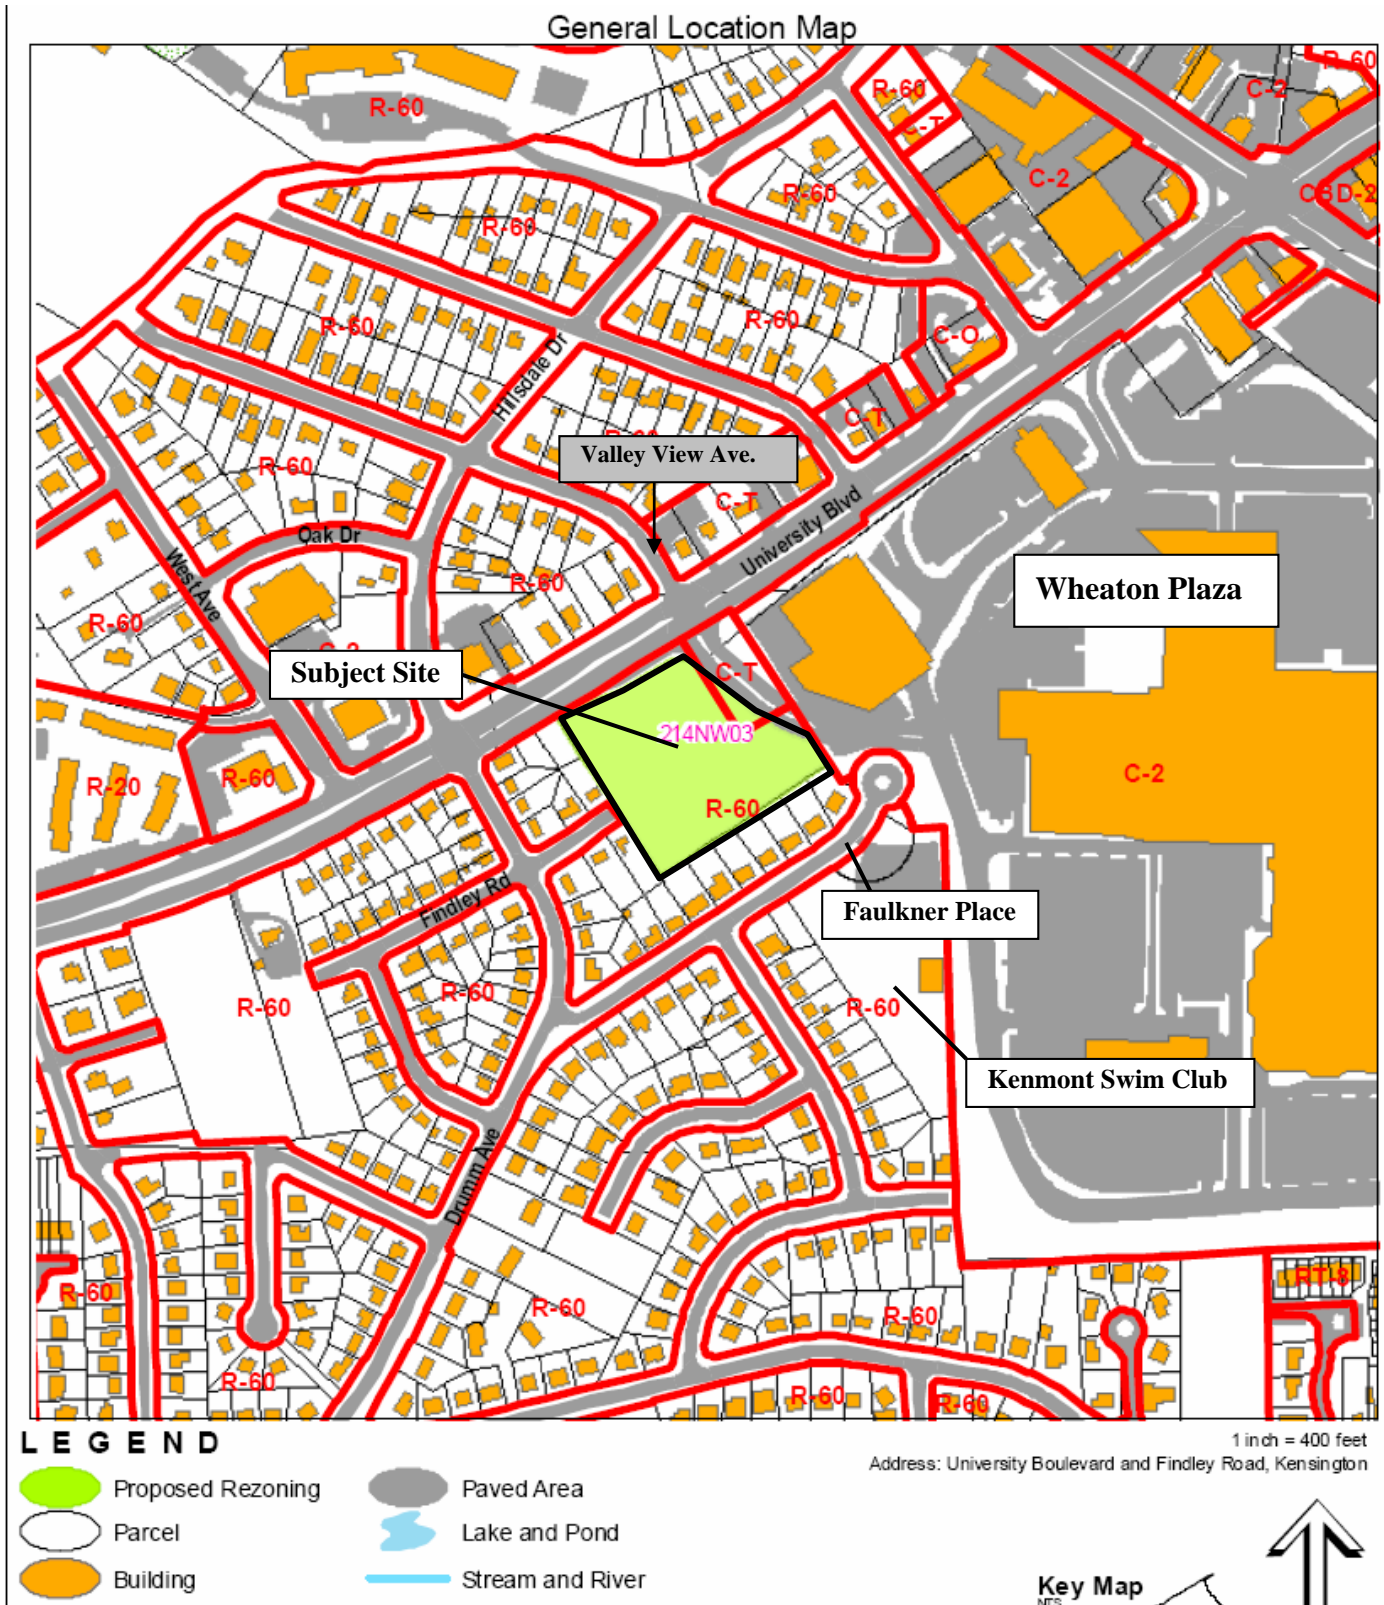 General Location Map
R-60
C-2
R-60
R-60
C-T
C-2
R-60
CBD-2
R-60
R-60
R-60
C-O
Hillsdale Dr
C-T
Valley View Ave.
R-60
C-T
University Blvd
Oak Dr
West Ave
R-60
Wheaton Plaza
R-60
Subject Site
C-T
214NW03
R-20
R-60
C-2
R-60
Findley Rd
Faulkner Place
R-60
R-60
R-60
Kenmont Swim Club
Drumm Ave
R-60
R-60
R-60
RT-8
R-60
R-60
R-60
LEGEND
1 inch = 400 feet
Address: University Boulevard and Findley Road, Kensington
Proposed Rezoning
Paved Area
Parcel
Lake and Pond
Building
Stream and River
Key Map
NTS